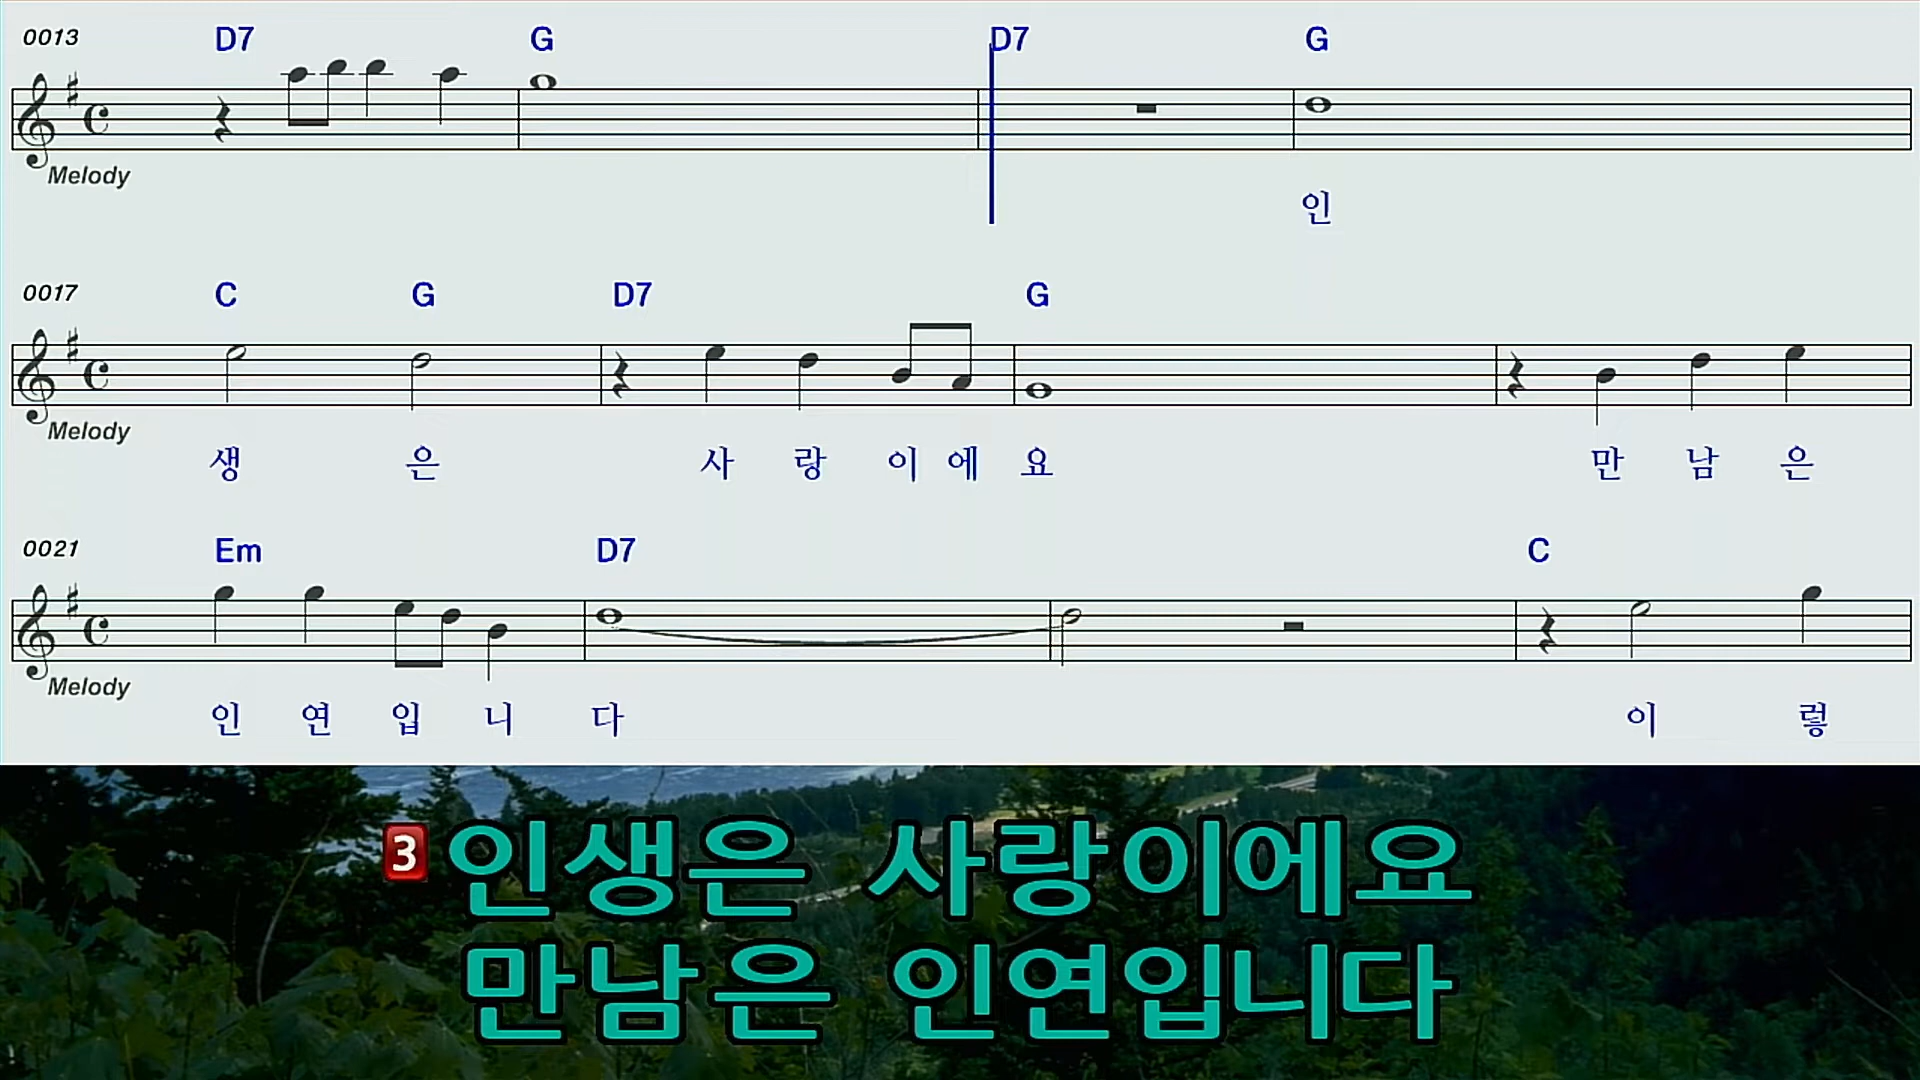 0013 D7 G D7 G
Melody
인
0017 C G D7 G
Melody
생 은 사 랑 이 에 요 만 남 은
0021 Em D7 C
Melody
인 연 입 니 다 이 렇
3 인생은 사랑이에요
만남은 인연입니다